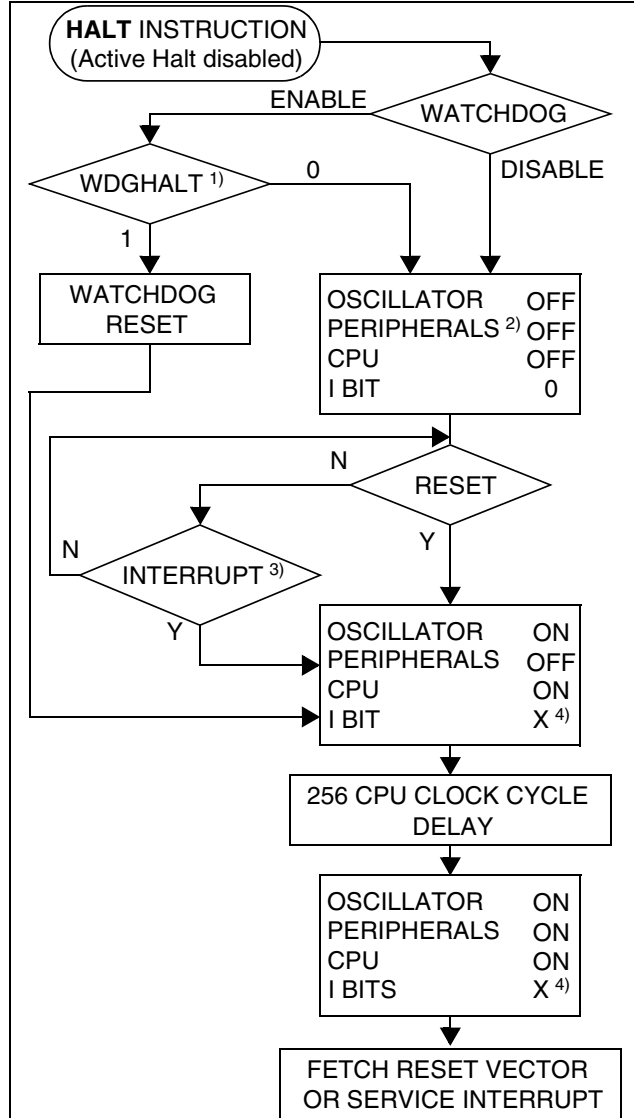 HALT INSTRUCTION
(Active Halt disabled)
ENABLE
WATCHDOG
WDGHALT 1)
0
DISABLE
1
WATCHDOG
RESET
OSCILLATOR OFF
PERIPHERALS 2) OFF
CPU OFF
I BIT 0
N
RESET
Y
N
INTERRUPT 3)
Y
OSCILLATOR ON
PERIPHERALS OFF
CPU ON
I BIT X 4)
256 CPU CLOCK CYCLE
DELAY
OSCILLATOR ON
PERIPHERALS ON
CPU ON
I BITS X 4)
FETCH RESET VECTOR
OR SERVICE INTERRUPT